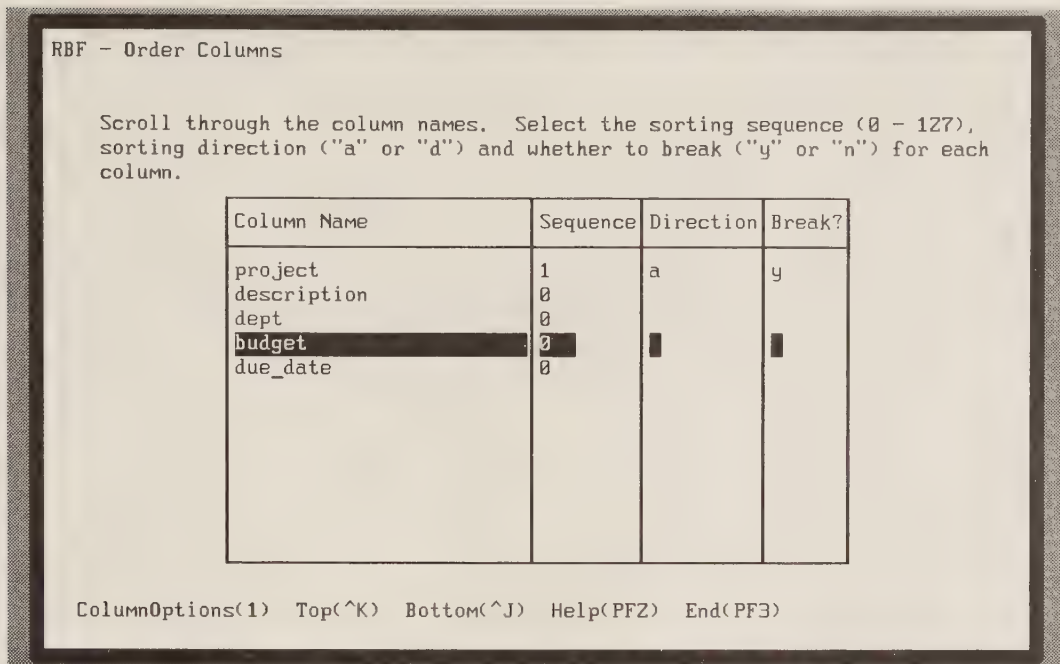 RBF - Order Columns
Scroll through the column names. Select the sorting sequence (0 - 127),
sorting direction ("a" or "d") and whether to break ("y" or "n") for each
column.
Column Name Sequence Direction Break?
project 1 a y
description 0
dept 0
budget 0
due_date 0
ColumnOptions(1) Top(^K) Bottom(^J) Help(PF2) End(PF3)